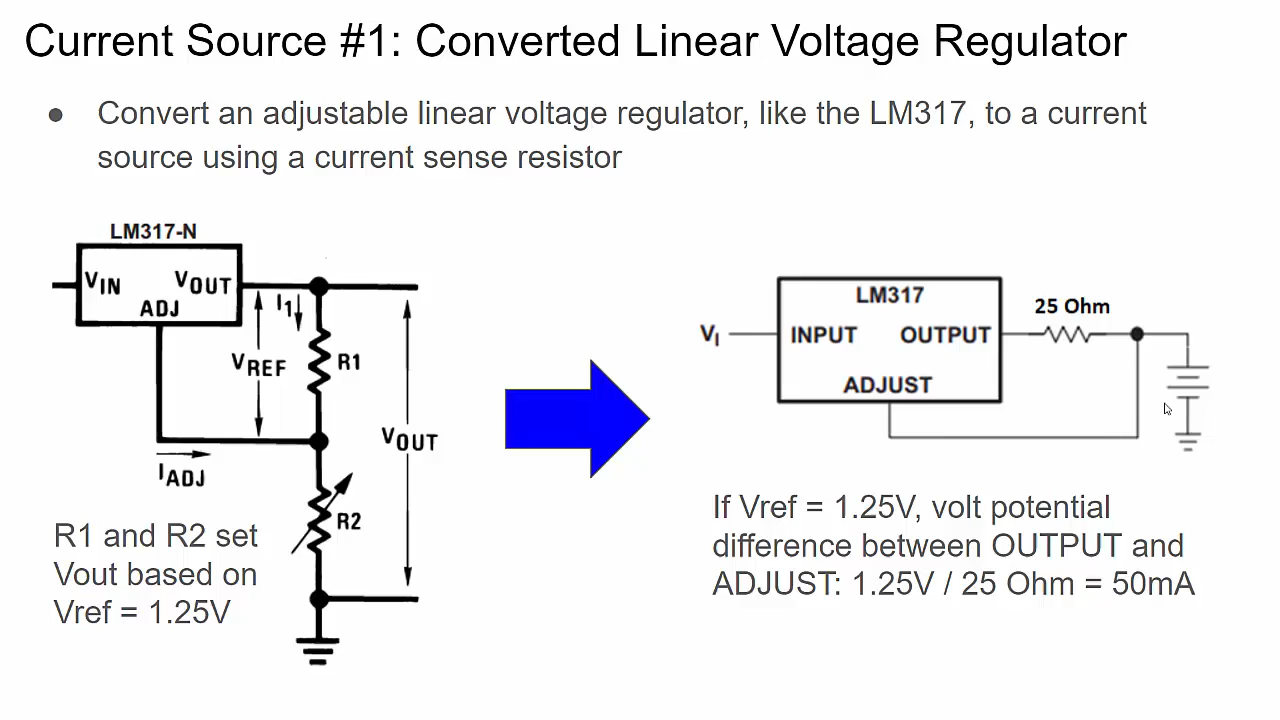 Current Source #1: Converted Linear Voltage Regulator
● Convert an adjustable linear voltage regulator, like the LM317, to a current
source using a current sense resistor
LM317-N
VIN VOUT
ADJ
I1
VREF
R1
VOUT
IADJ
R2
R1 and R2 set
Vout based on
Vref = 1.25V
LM317
25 Ohm
VI
INPUT OUTPUT
ADJUST
If Vref = 1.25V, volt potential
difference between OUTPUT and
ADJUST: 1.25V / 25 Ohm = 50mA